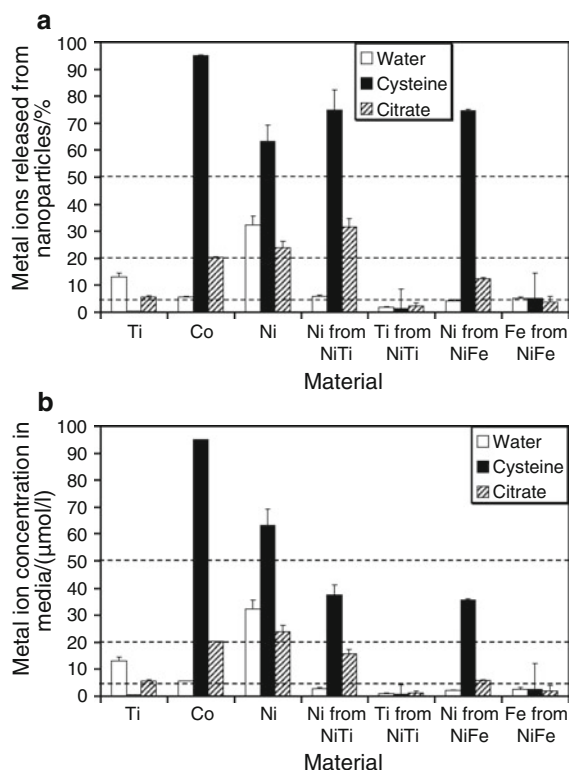 a
Metal ions released from
nanoparticles/%
100
90
80
70
60
50
40
30
20
10
0
Water
Cysteine
Citrate
Ti
Co
Ni
Ni from
NiTi
Ti from
NiTi
Ni from
NiFe
Fe from
NiFe
Material
b
Metal ion concentration in
media/(μmol/l)
100
90
80
70
60
50
40
30
20
10
0
Water
Cysteine
Citrate
Ti
Co
Ni
Ni from
NiTi
Ti from
NiTi
Ni from
NiFe
Fe from
NiFe
Material